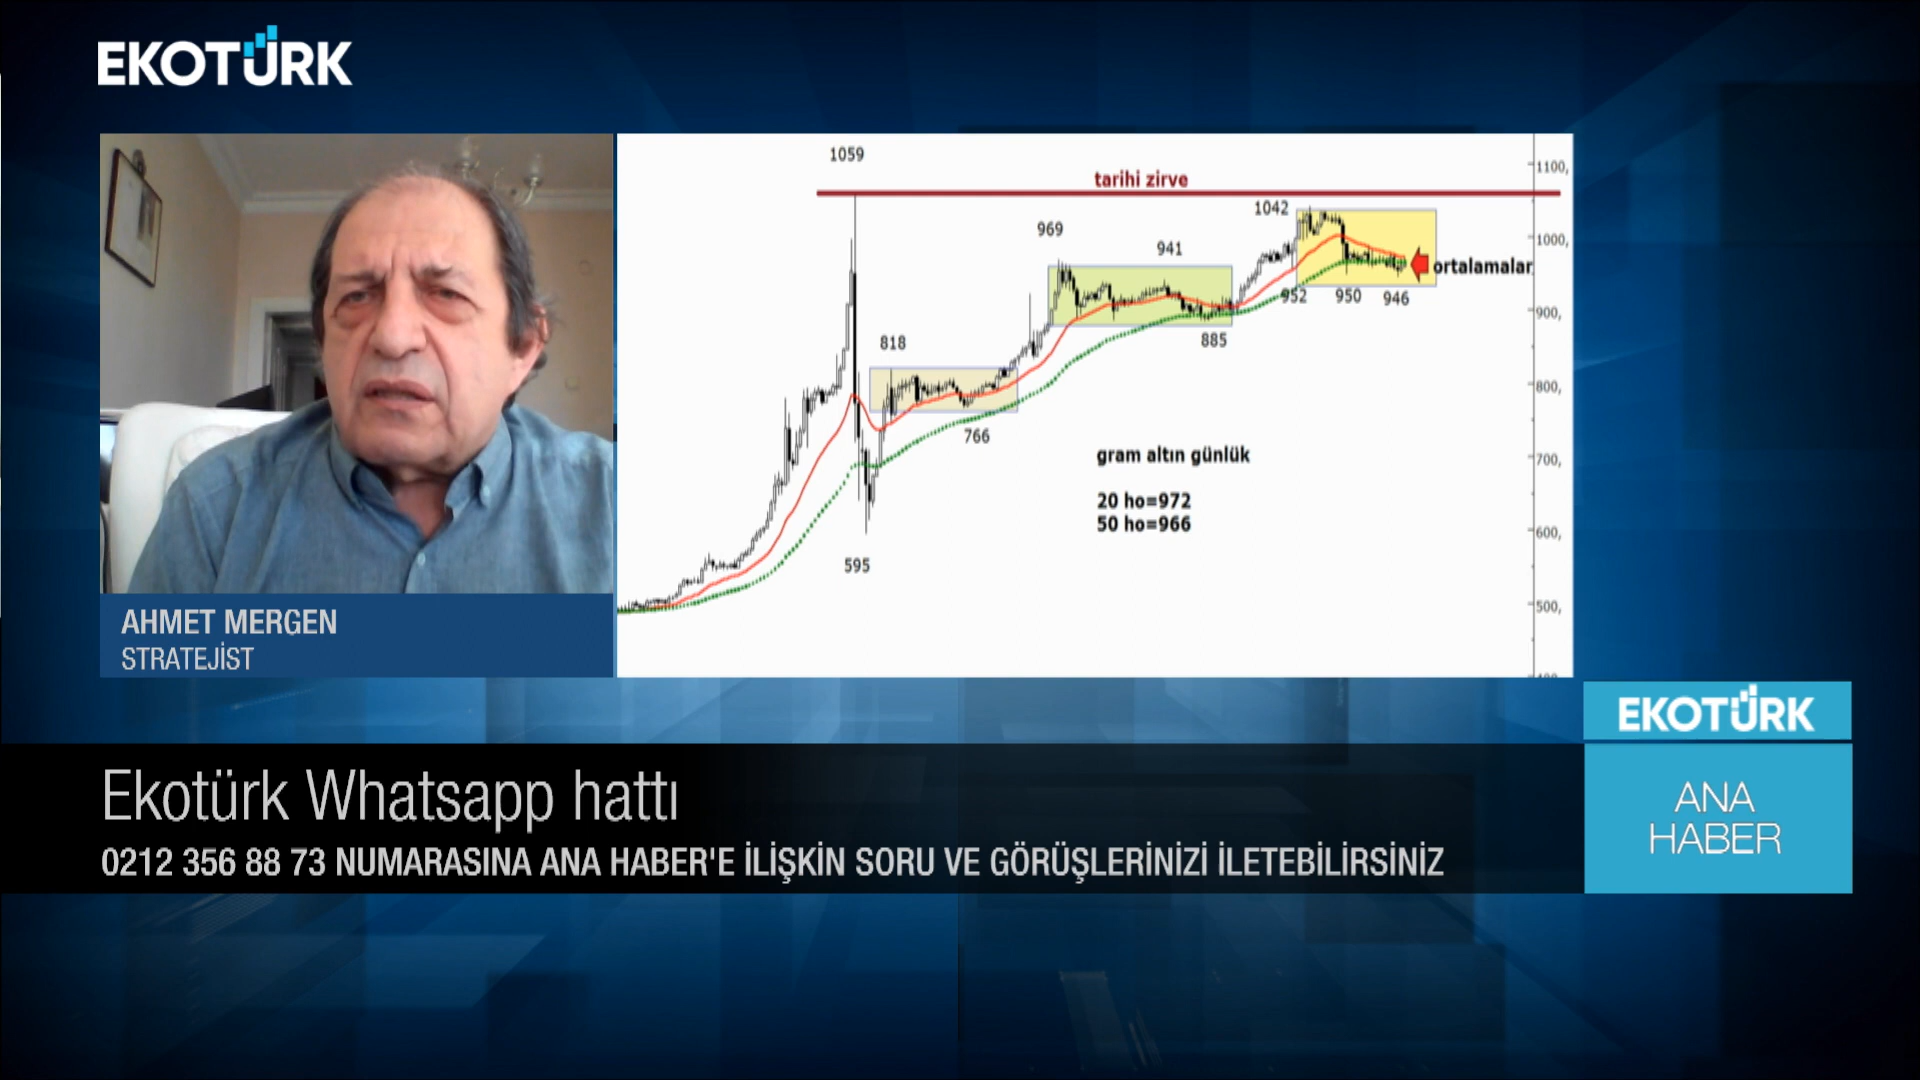 EKOTÜRK
AHMET MERGEN
STRATEJİST
1059
tarihi zirve
1100,
969
941
1042
1000,
ortalamalar
952
950
946
900,
818
885
800,
766
gram altın günlük
700,
20 ho=972
50 ho=966
600,
595
500,
EKOTÜRK
ANA
HABER
Ekotürk Whatsapp hattı
0212 356 88 73 NUMARASINA ANA HABER'E İLİŞKİN SORU VE GÖRÜŞLERİNİZİ İLETEBİLİRSİNİZ